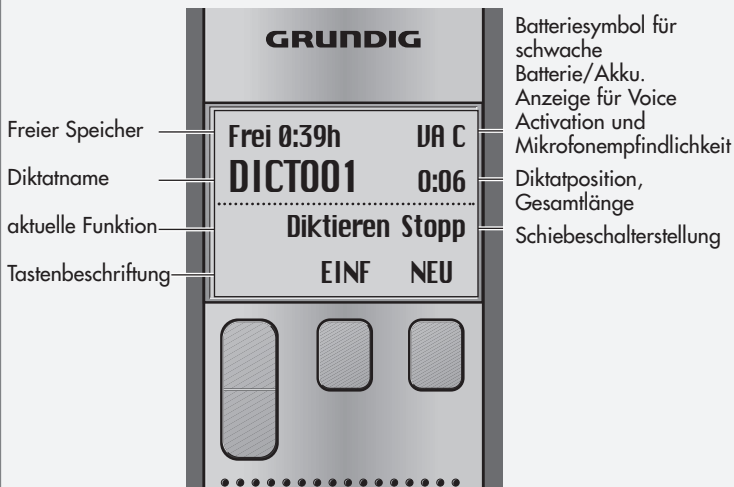 GRUNDIG
Freier Speicher
Diktatname
aktuelle Funktion
Tastenbeschriftung
Frei 0:39h VA C
DICT001 0:06
Diktieren Stopp
EINF NEU
Batteriesymbol für
schwache
Batterie/Akku.
Anzeige für Voice
Activation und
Mikrofonempfindlichkeit
Diktatposition,
Gesamtlänge
Schiebeschalterstellung